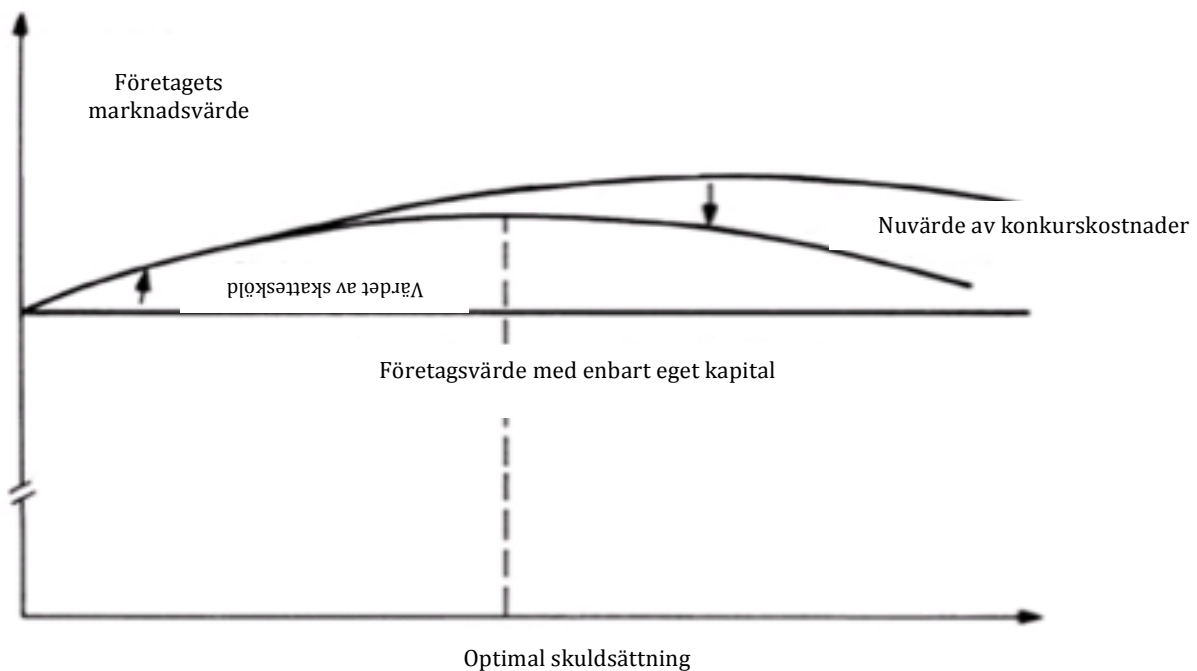 Företagets
marknadsvärde
Nuvärde av konkurskostnader
Värdet av skattesköld
Företagsvärde med enbart eget kapital
Optimal skuldsättning